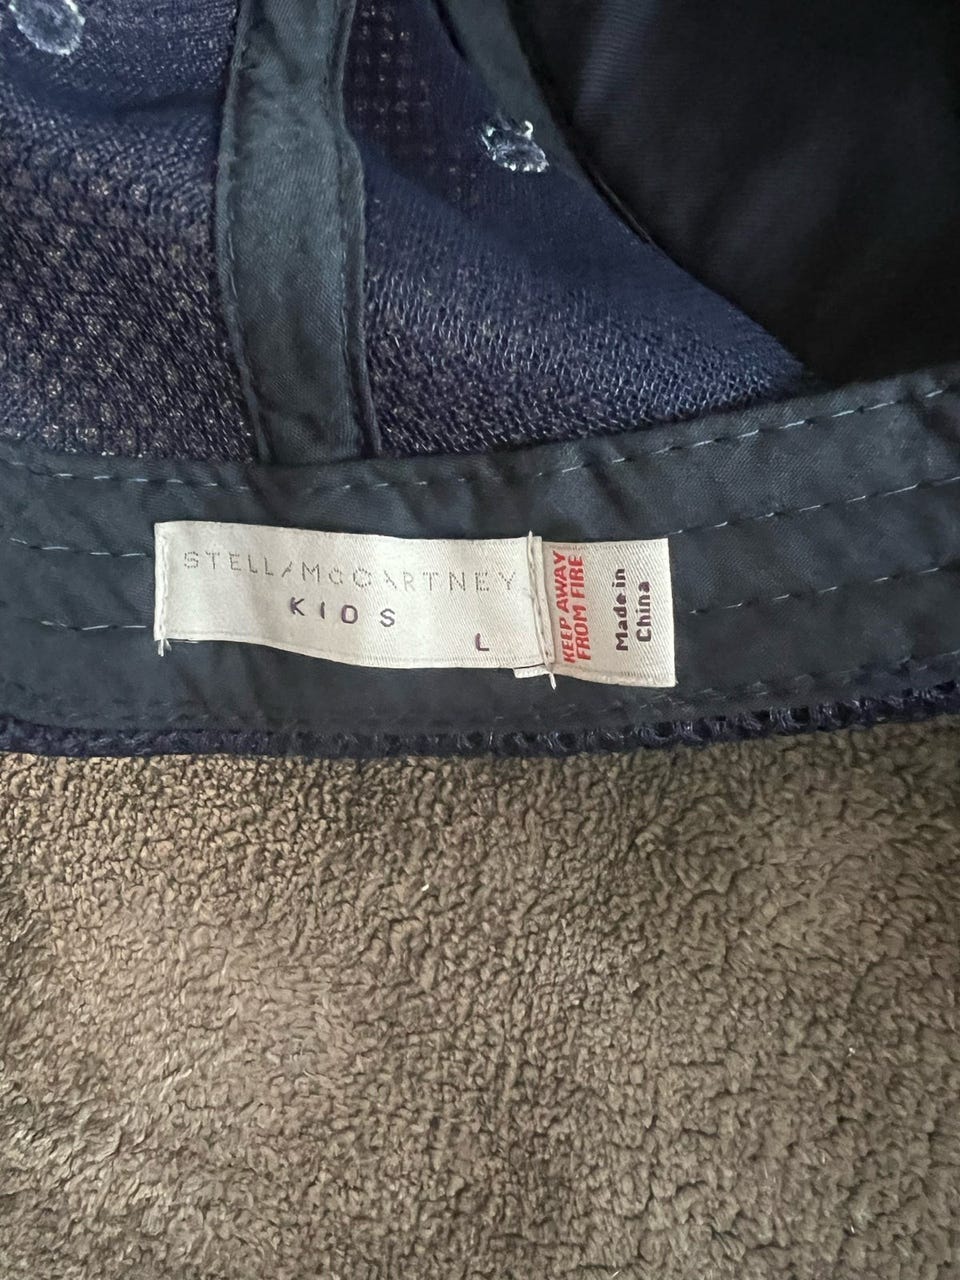 STELLA McCARTNEY
KIDS
L
KEEP AWAY
FROM FIRE
Made in
China